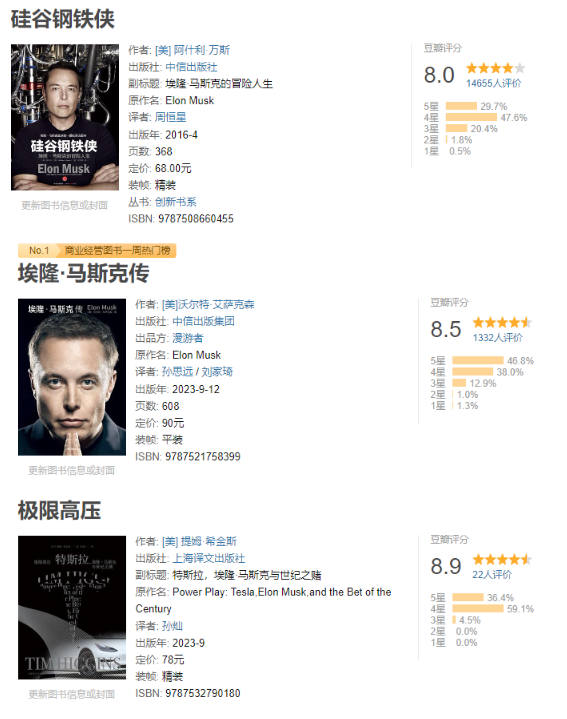 硅谷钢铁侠
硅谷钢铁侠
Elon Musk
更新图书信息或封面
作者: [美] 阿什利·万斯
出版社: 中信出版社
副标题: 埃隆·马斯克的冒险人生
原作名: Elon Musk
译者: 周恒星
出版年: 2016-4
页数: 368
定价: 68.00元
装帧: 精装
丛书: 创新书系
ISBN: 9787508660455
豆瓣评分
8.0
14655人评价
5星 29.7%
4星 47.6%
3星 20.4%
2星 1.8%
1星 0.5%
No.1 商业经管图书一周热门榜
埃隆·马斯克传
埃隆·马斯克传 Elon Musk
更新图书信息或封面
作者: [美]沃尔特·艾萨克森
出版社: 中信出版集团
出品方: 漫游者
原作名: Elon Musk
译者: 孙思远 / 刘家琦
出版年: 2023-9-12
页数: 608
定价: 90元
装帧: 平装
ISBN: 9787521758399
豆瓣评分
8.5
1332人评价
5星 46.8%
4星 38.0%
3星 12.9%
2星 1.0%
1星 1.3%
极限高压
特斯拉
TIM HIGGINS
更新图书信息或封面
作者: [美] 提姆·希金斯
出版社: 上海译文出版社
副标题: 特斯拉，埃隆·马斯克与世纪之赌
原作名: Power Play: Tesla,Elon Musk,and the Bet of the
Century
译者: 孙灿
出版年: 2023-9
定价: 78元
装帧: 精装
ISBN: 9787532790180
豆瓣评分
8.9
22人评价
5星 36.4%
4星 59.1%
3星 4.5%
2星 0.0%
1星 0.0%